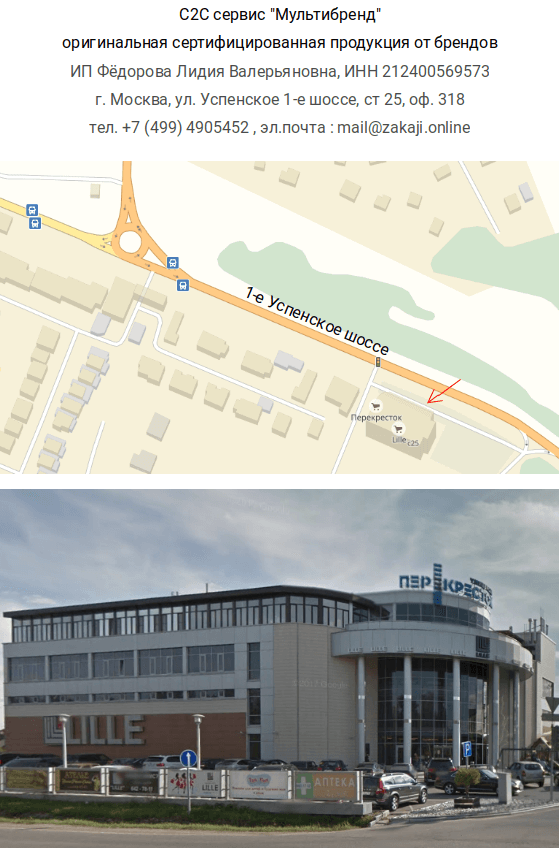 C2C сервис "Мультибренд"
оригинальная сертифицированная продукция от брендов
ИП Фёдорова Лидия Валерьяновна, ИНН 212400569573
г. Москва, ул. Успенское 1-е шоссе, ст 25, оф. 318
тел. +7 (499) 4905452 , эл.почта : mail@zakaji.online
1-е Успенское шоссе
Перекресток
Lille
с25
ПЕРЕКРЕСТОК
LILLE
P
LILLE
АПТЕКА